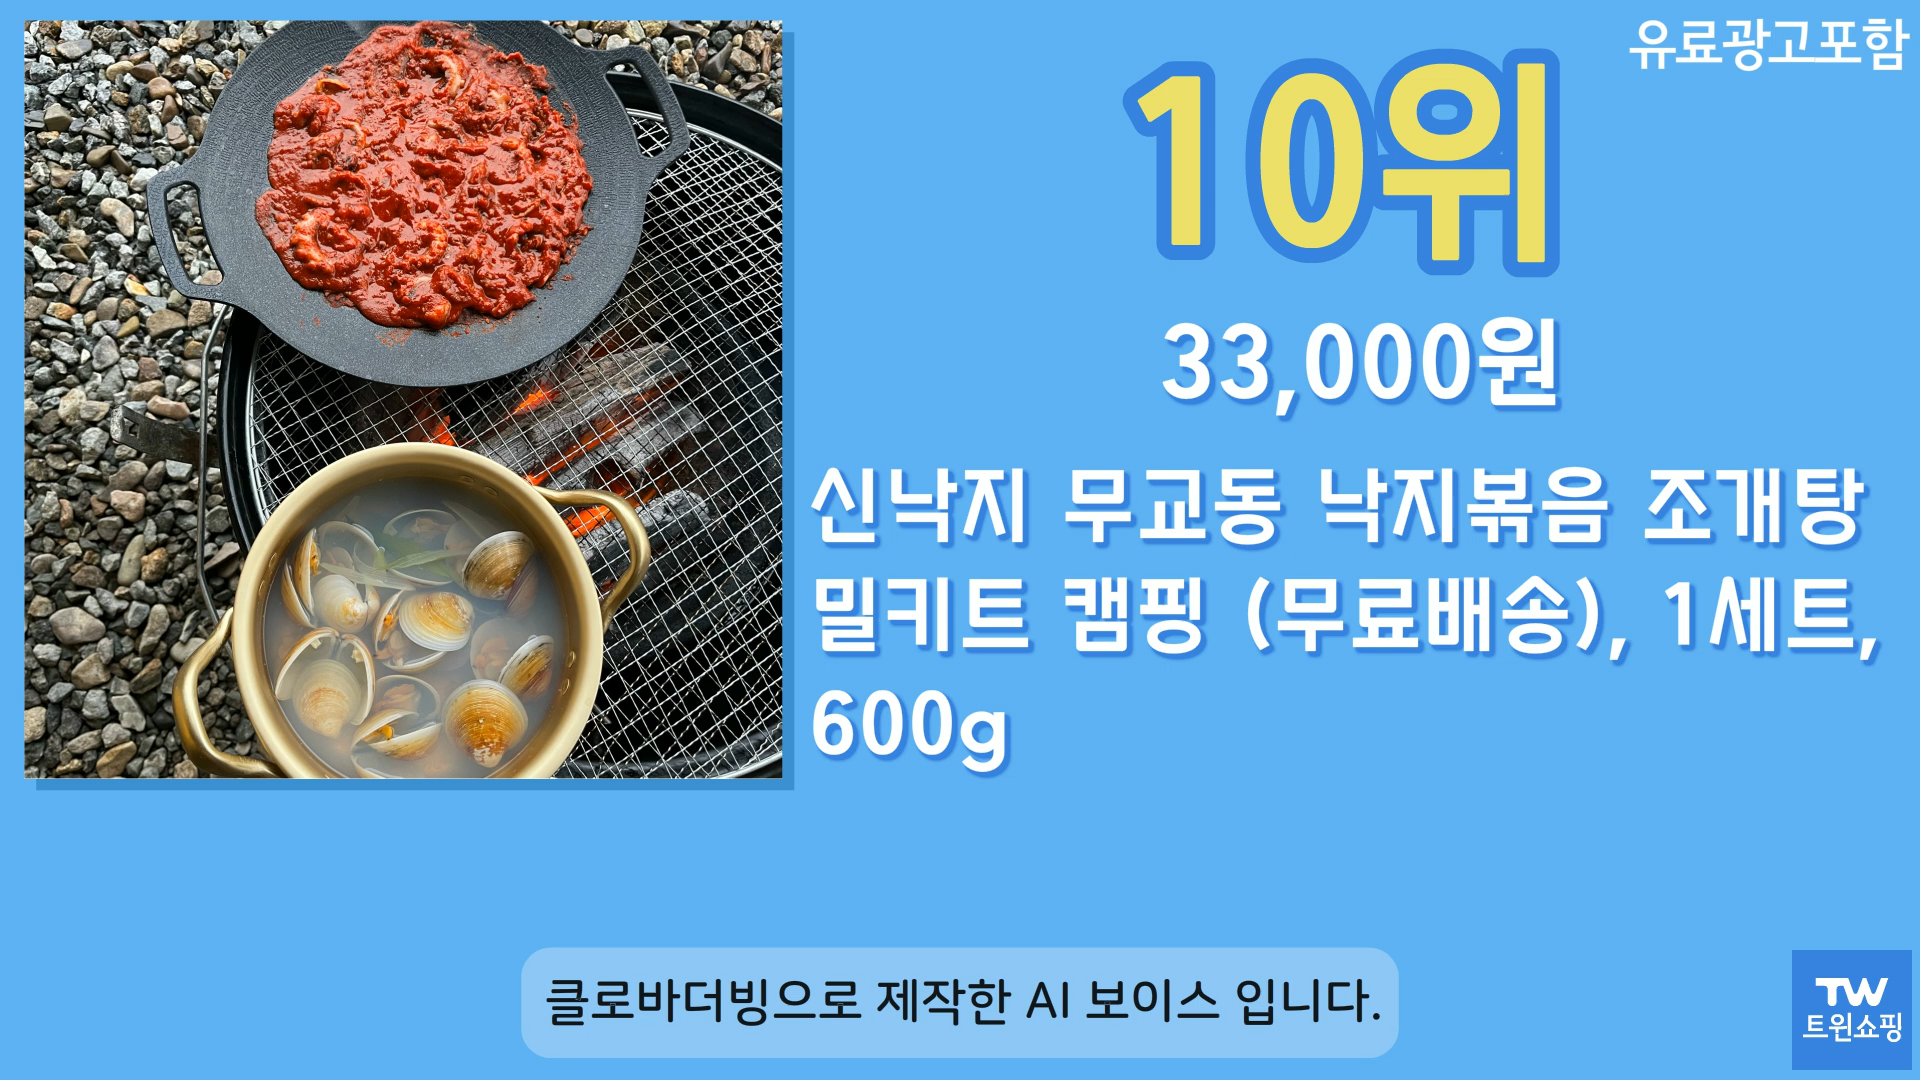 유료광고포함
10위
33,000원
신낙지 무교동 낙지볶음 조개탕
밀키트 캠핑 (무료배송), 1세트,
600g
클로바더빙으로 제작한 AI 보이스 입니다.
TW
트윈쇼핑